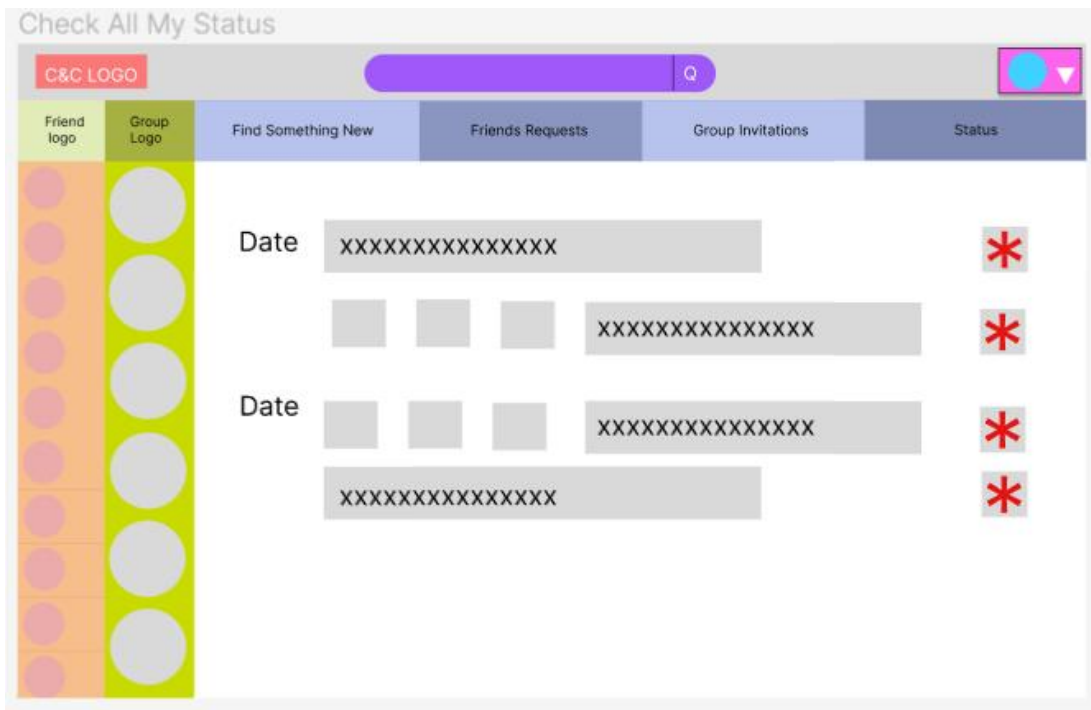 Check All My Status
C&C LOGO
Q
Friend
logo
Group
Logo
Find Something New
Friends Requests
Group Invitations
Status
Date
XXXXXXXXXXXXXXX
*
XXXXXXXXXXXXXXX
*
Date
XXXXXXXXXXXXXXX
*
XXXXXXXXXXXXXXX
*